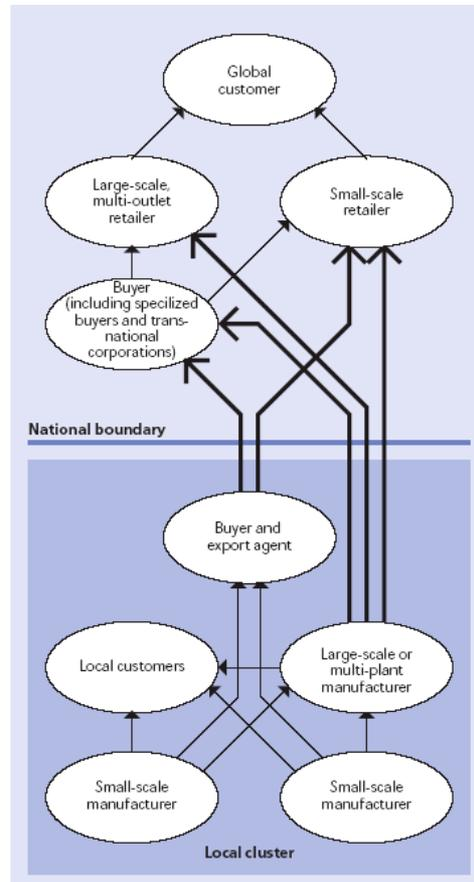 Global
customer
Large-scale,
multi-outlet
retailer
Small-scale
retailer
Buyer
(including specilized
buyers and trans-
national
corporations)
National boundary
Buyer and
export agent
Local customers
Large-scale or
multi-plant
manufacturer
Small-scale
manufacturer
Small-scale
manufacturer
Local cluster